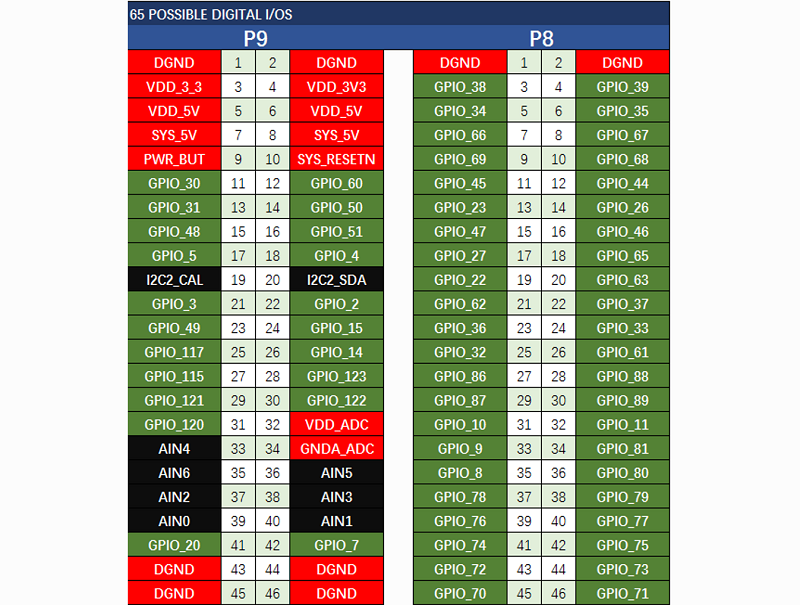 65 POSSIBLE DIGITAL I/OS
P9 P8
DGND 1 2 DGND DGND 1 2 DGND
VDD_3_3 3 4 VDD_3V3 GPIO_38 3 4 GPIO_39
VDD_5V 5 6 VDD_5V GPIO_34 5 6 GPIO_35
SYS_5V 7 8 SYS_5V GPIO_66 7 8 GPIO_67
PWR_BUT 9 10 SYS_RESETN GPIO_69 9 10 GPIO_68
GPIO_30 11 12 GPIO_60 GPIO_45 11 12 GPIO_44
GPIO_31 13 14 GPIO_50 GPIO_23 13 14 GPIO_26
GPIO_48 15 16 GPIO_51 GPIO_47 15 16 GPIO_46
GPIO_5 17 18 GPIO_4 GPIO_27 17 18 GPIO_65
I2C2_CAL 19 20 I2C2_SDA GPIO_22 19 20 GPIO_63
GPIO_3 21 22 GPIO_2 GPIO_62 21 22 GPIO_37
GPIO_49 23 24 GPIO_15 GPIO_36 23 24 GPIO_33
GPIO_117 25 26 GPIO_14 GPIO_32 25 26 GPIO_61
GPIO_115 27 28 GPIO_123 GPIO_86 27 28 GPIO_88
GPIO_121 29 30 GPIO_122 GPIO_87 29 30 GPIO_89
GPIO_120 31 32 VDD_ADC GPIO_10 31 32 GPIO_11
AIN4 33 34 GNDA_ADC GPIO_9 33 34 GPIO_81
AIN6 35 36 AIN5 GPIO_8 35 36 GPIO_80
AIN2 37 38 AIN3 GPIO_78 37 38 GPIO_79
AIN0 39 40 AIN1 GPIO_76 39 40 GPIO_77
GPIO_20 41 42 GPIO_7 GPIO_74 41 42 GPIO_75
DGND 43 44 DGND GPIO_72 43 44 GPIO_73
DGND 45 46 DGND GPIO_70 45 46 GPIO_71